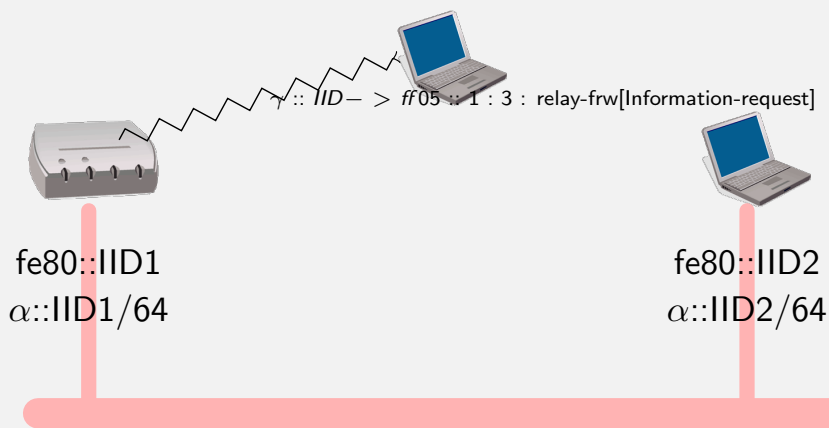 γ :: IID− > ff05 :: 1 : 3 : relay-frw[Information-request]
fe80::IID1
α::IID1/64
fe80::IID2
α::IID2/64